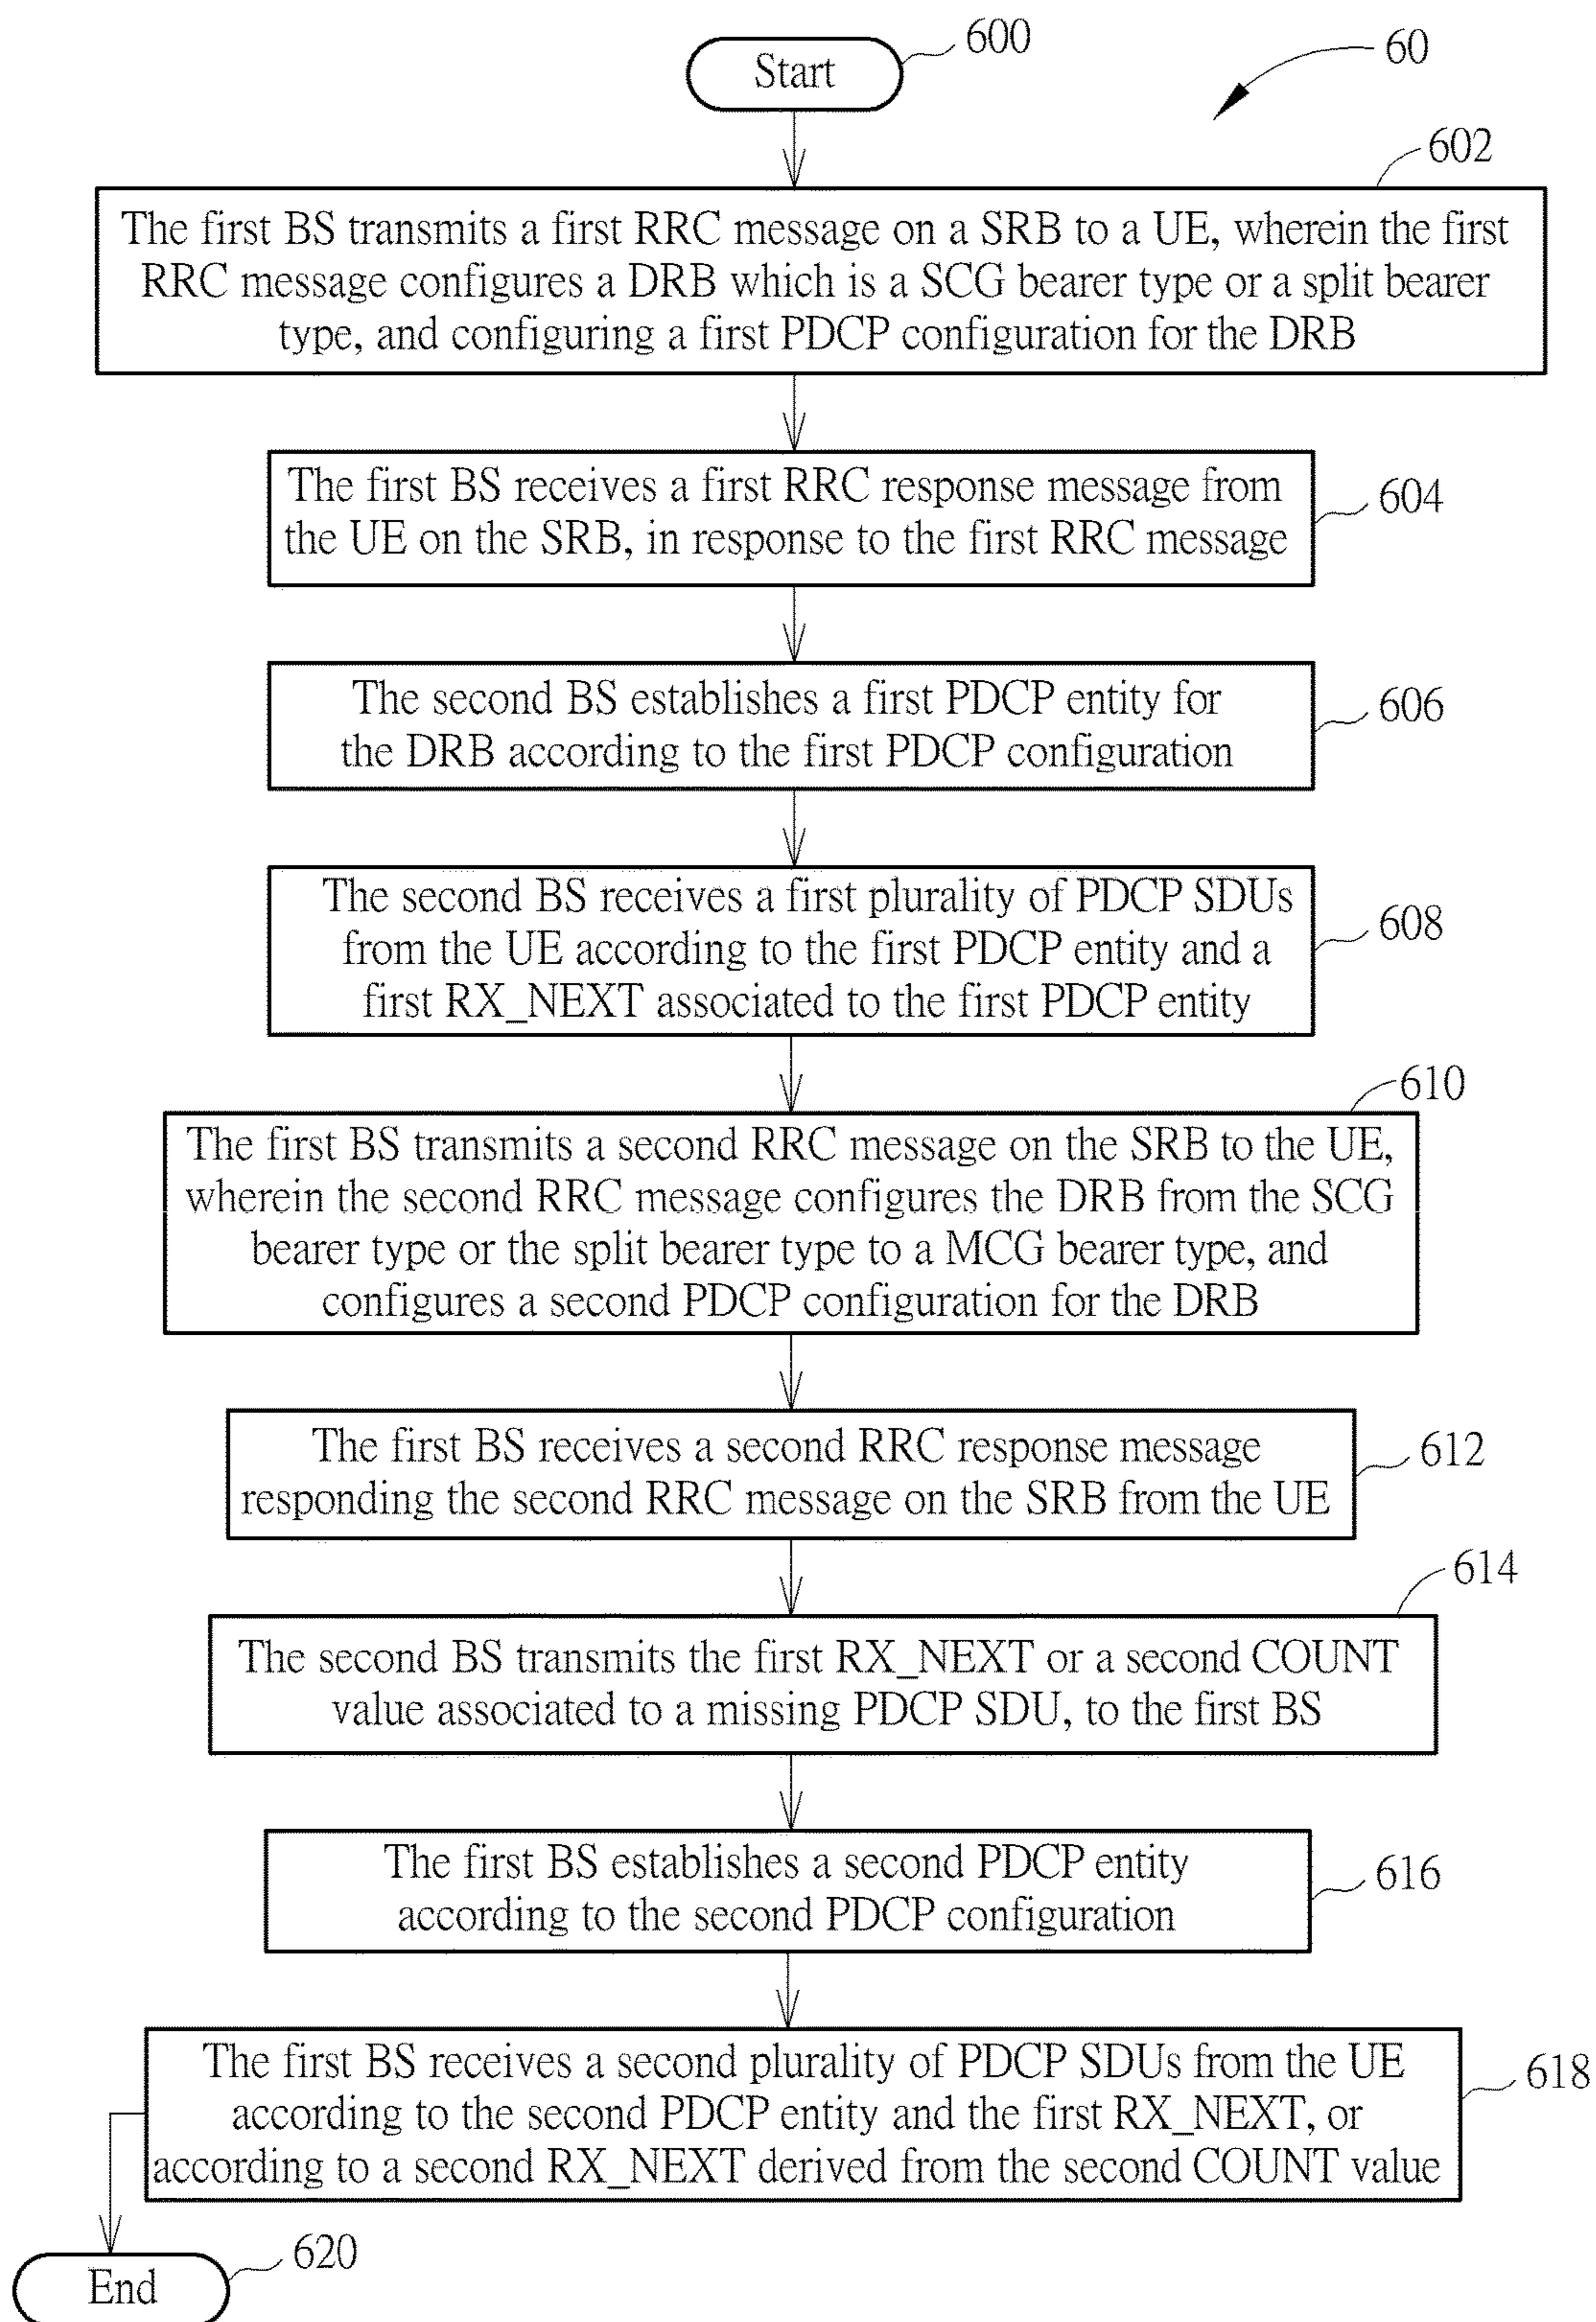 Start
600
60
602
The first BS transmits a first RRC message on a SRB to a UE, wherein the first
RRC message configures a DRB which is a SCG bearer type or a split bearer
type, and configuring a first PDCP configuration for the DRB
The first BS receives a first RRC response message from
the UE on the SRB, in response to the first RRC message
604
The second BS establishes a first PDCP entity for
the DRB according to the first PDCP configuration
606
The second BS receives a first plurality of PDCP SDUs
from the UE according to the first PDCP entity and a
first RX_NEXT associated to the first PDCP entity
608
610
The first BS transmits a second RRC message on the SRB to the UE,
wherein the second RRC message configures the DRB from the SCG
bearer type or the split bearer type to a MCG bearer type, and
configures a second PDCP configuration for the DRB
The first BS receives a second RRC response message
responding the second RRC message on the SRB from the UE
612
614
The second BS transmits the first RX_NEXT or a second COUNT
value associated to a missing PDCP SDU, to the first BS
The first BS establishes a second PDCP entity
according to the second PDCP configuration
616
The first BS receives a second plurality of PDCP SDUs from the UE
according to the second PDCP entity and the first RX_NEXT, or
according to a second RX_NEXT derived from the second COUNT value
618
End
620